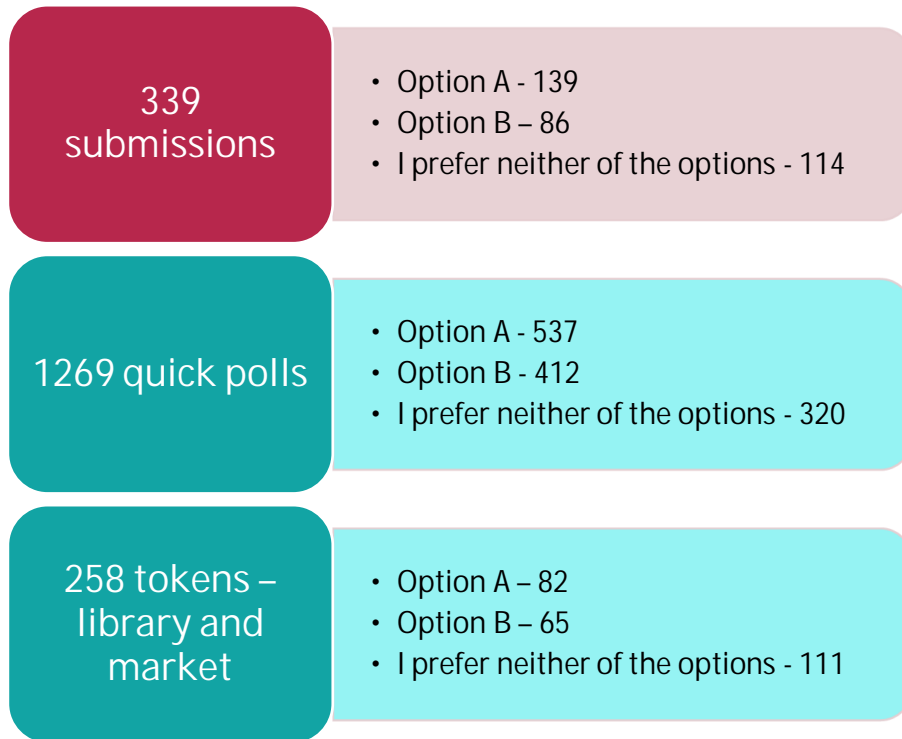 339
submissions
• Option A - 139
• Option B – 86
• I prefer neither of the options - 114
1269 quick polls
• Option A - 537
• Option B - 412
• I prefer neither of the options - 320
258 tokens –
library and
market
• Option A – 82
• Option B – 65
• I prefer neither of the options - 111